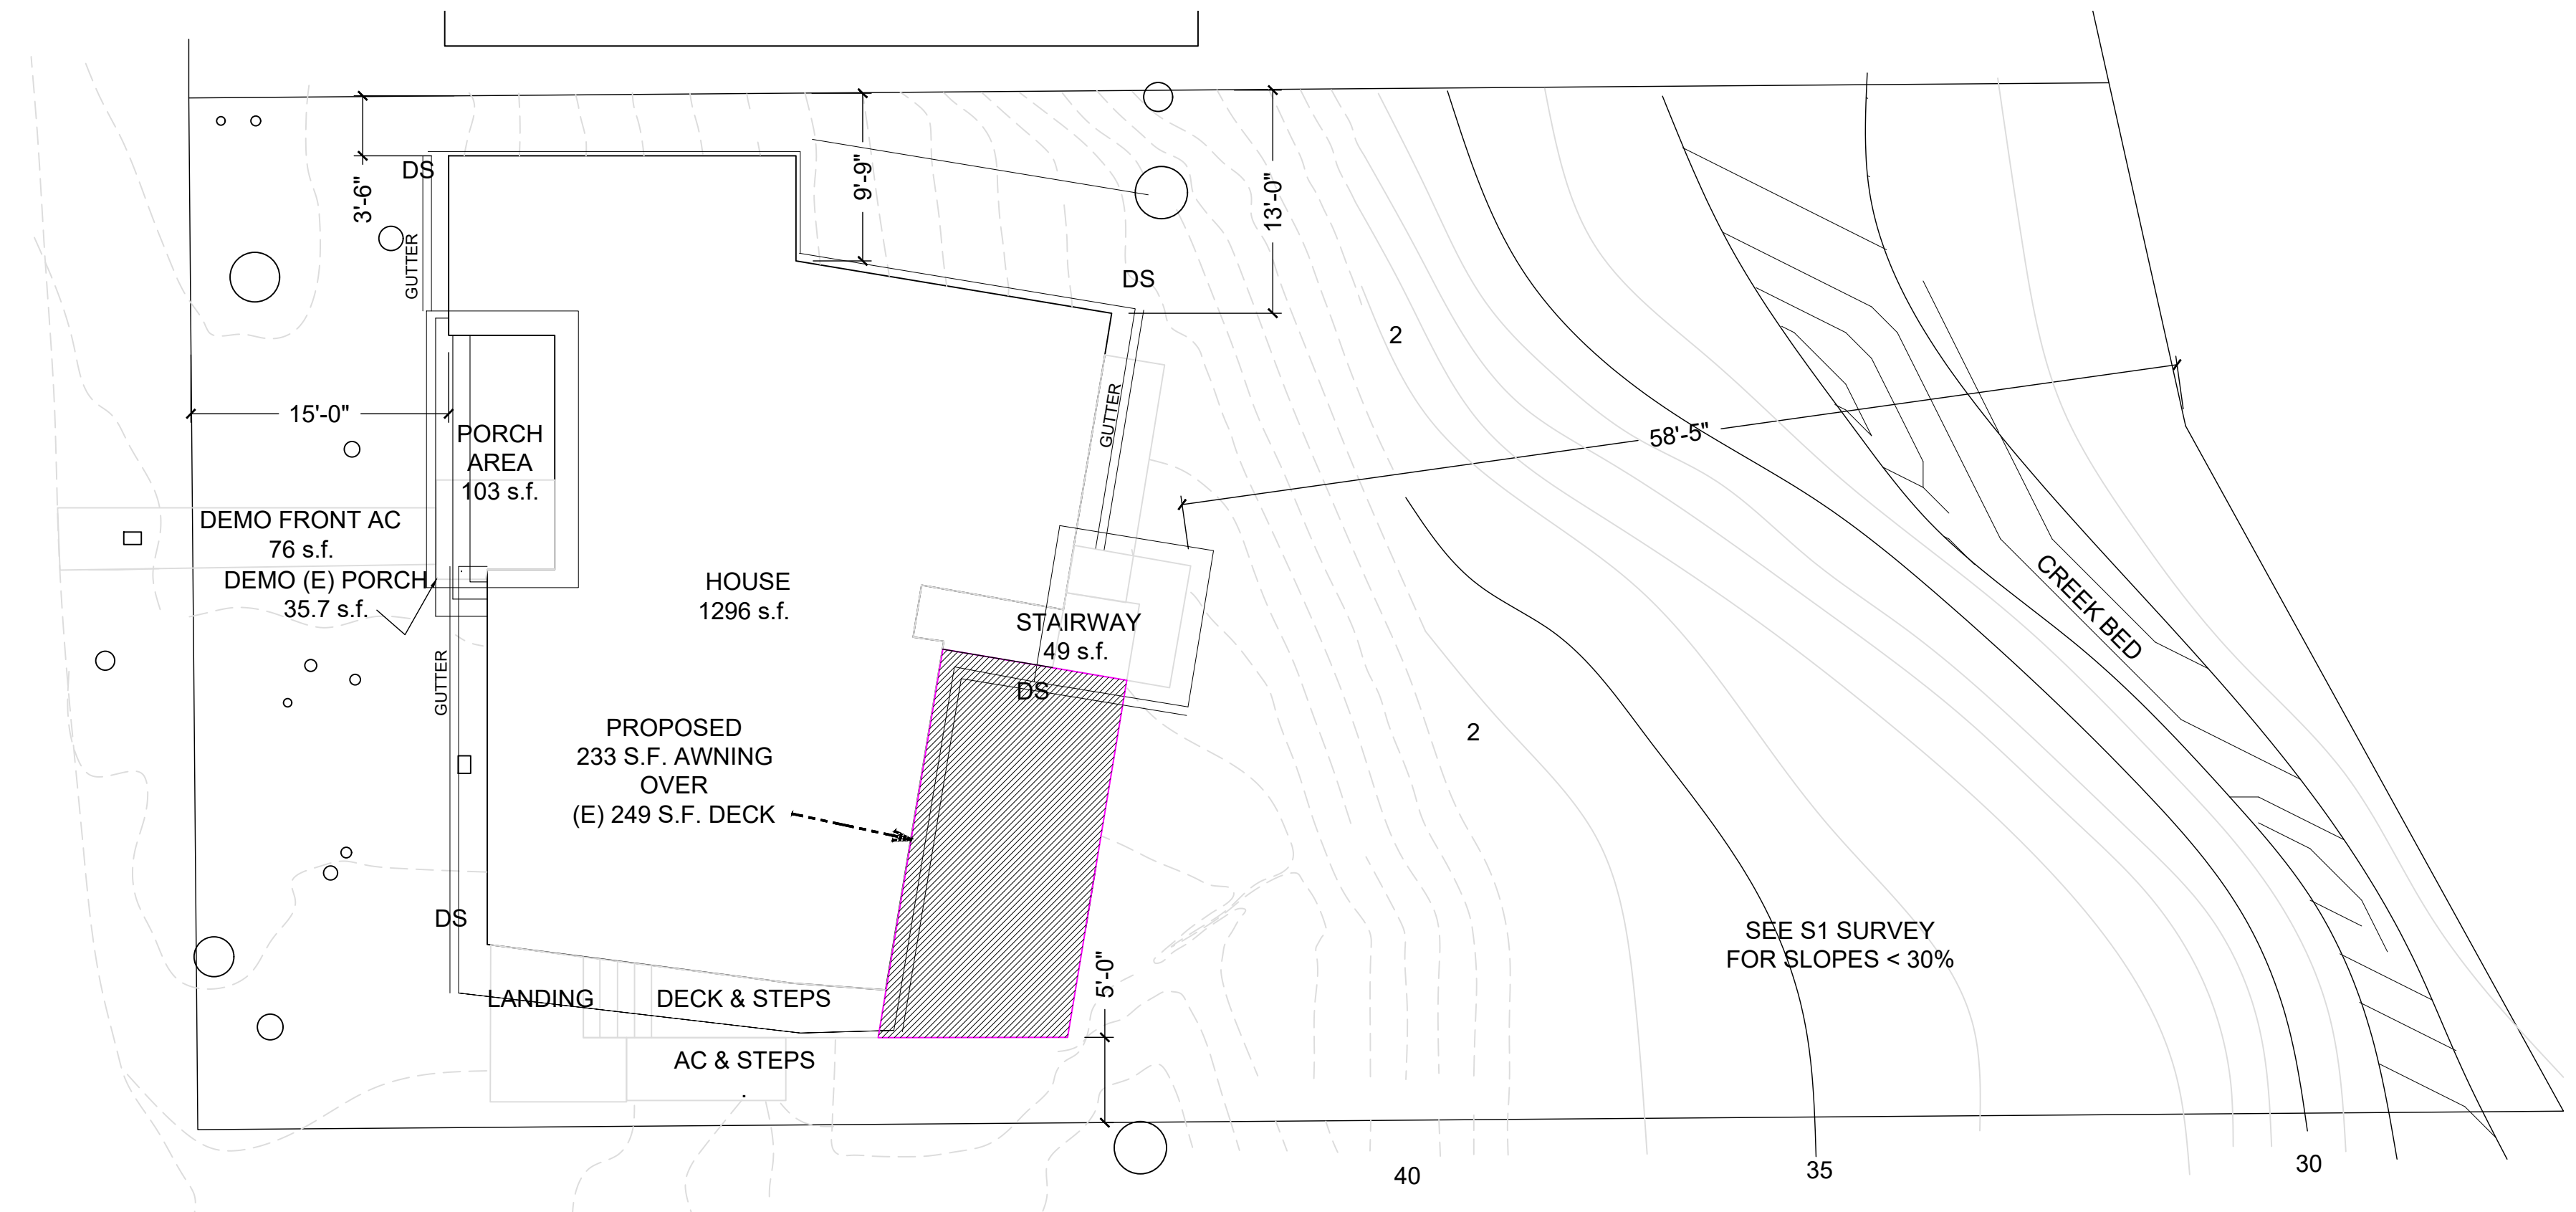 3'-6"
DS
GUTTER
9'-9"
13'-0"
DS
2
15'-0"
PORCH
AREA
103 s.f.
GUTTER
58'-5"
DEMO FRONT AC
76 s.f.
DEMO (E) PORCH
35.7 s.f.
HOUSE
1296 s.f.
STAIRWAY
49 s.f.
DS
CREEK BED
GUTTER
PROPOSED
233 S.F. AWNING
OVER
(E) 249 S.F. DECK
2
DS
SEE S1 SURVEY
FOR SLOPES < 30%
5'-0"
LANDING
DECK & STEPS
AC & STEPS
40
35
30